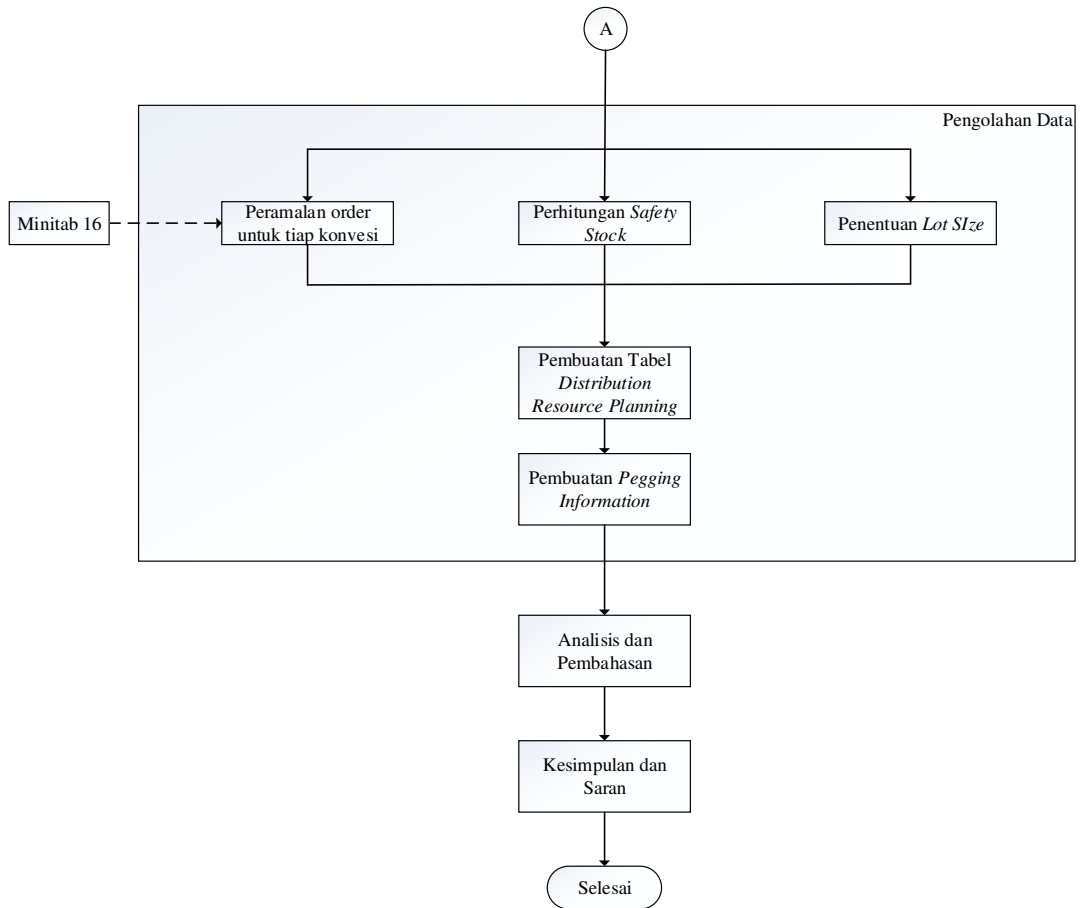 A
Pengolahan Data
Minitab 16
Peramalan order
untuk tiap konvesi
Perhitungan Safety
Stock
Penentuan Lot SIze
Pembuatan Tabel
Distribution
Resource Planning
Pembuatan Pegging
Information
Analisis dan
Pembahasan
Kesimpulan dan
Saran
Selesai